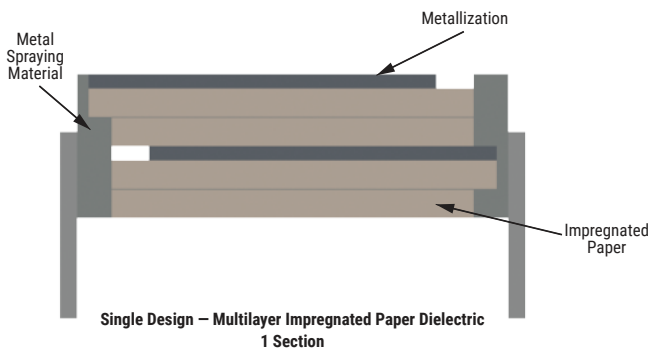 Metallization
Metal
Spraying
Material
Impregnated
Paper
Single Design — Multilayer Impregnated Paper Dielectric
1 Section